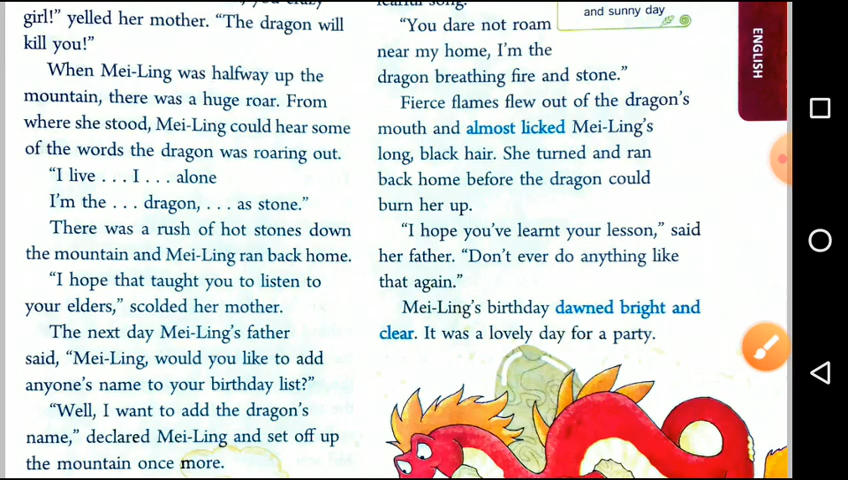 girl!” yelled her mother. “The dragon will
kill you!”
When Mei-Ling was halfway up the
mountain, there was a huge roar. From
where she stood, Mei-Ling could hear some
of the words the dragon was roaring out.
“I live . . . I . . . alone
I’m the . . . dragon, . . . as stone.”
There was a rush of hot stones down
the mountain and Mei-Ling ran back home.
“I hope that taught you to listen to
your elders,” scolded her mother.
The next day Mei-Ling’s father
said, “Mei-Ling, would you like to add
anyone’s name to your birthday list?”
“Well, I want to add the dragon’s
name,” declared Mei-Ling and set off up
the mountain once more.
“You dare not roam
near my home, I’m the
dragon breathing fire and stone.”
Fierce flames flew out of the dragon’s
mouth and almost licked Mei-Ling’s
long, black hair. She turned and ran
back home before the dragon could
burn her up.
“I hope you’ve learnt your lesson,” said
her father. “Don’t ever do anything like
that again.”
Mei-Ling’s birthday dawned bright and
clear. It was a lovely day for a party.
and sunny day
ENGLISH